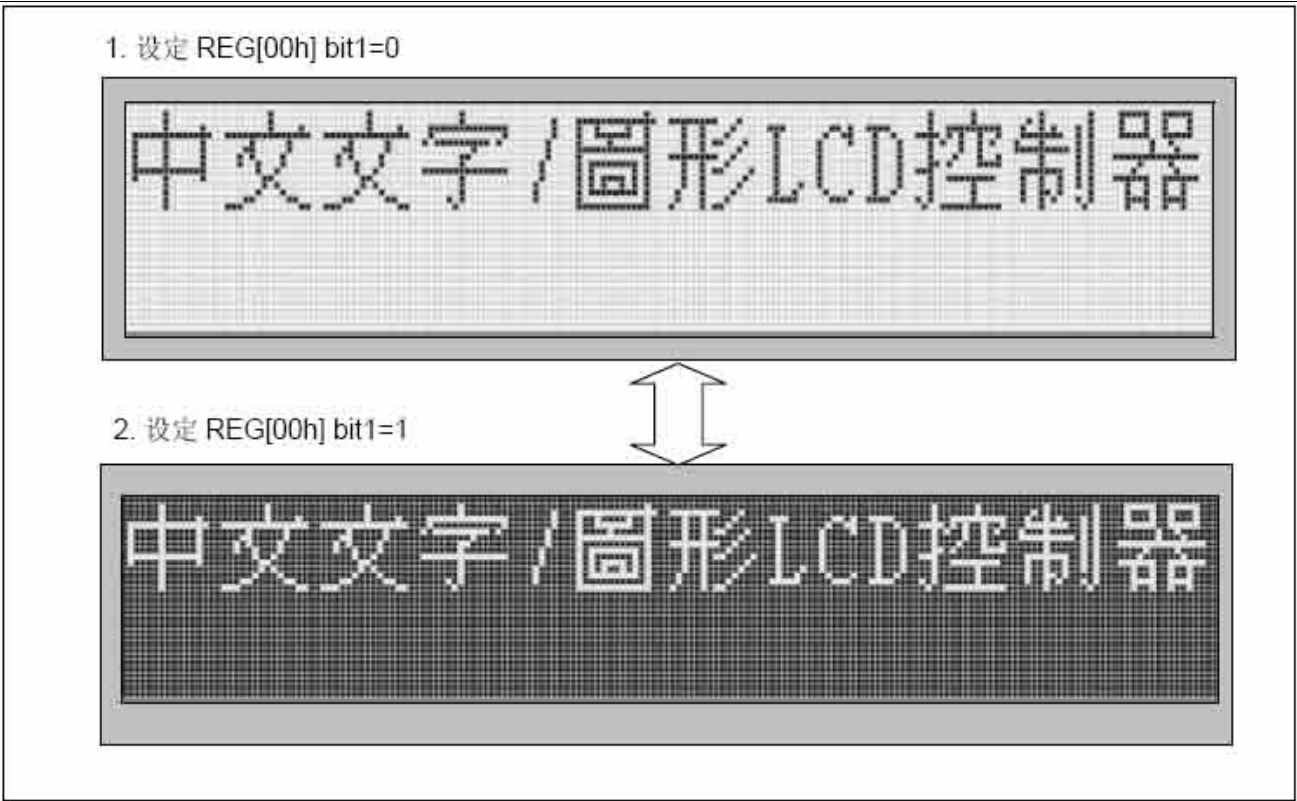 1. 设定 REG[00h] bit1=0
中文文字/圖形LCD控制器
2. 设定 REG[00h] bit1=1
中文文字/圖形LCD控制器